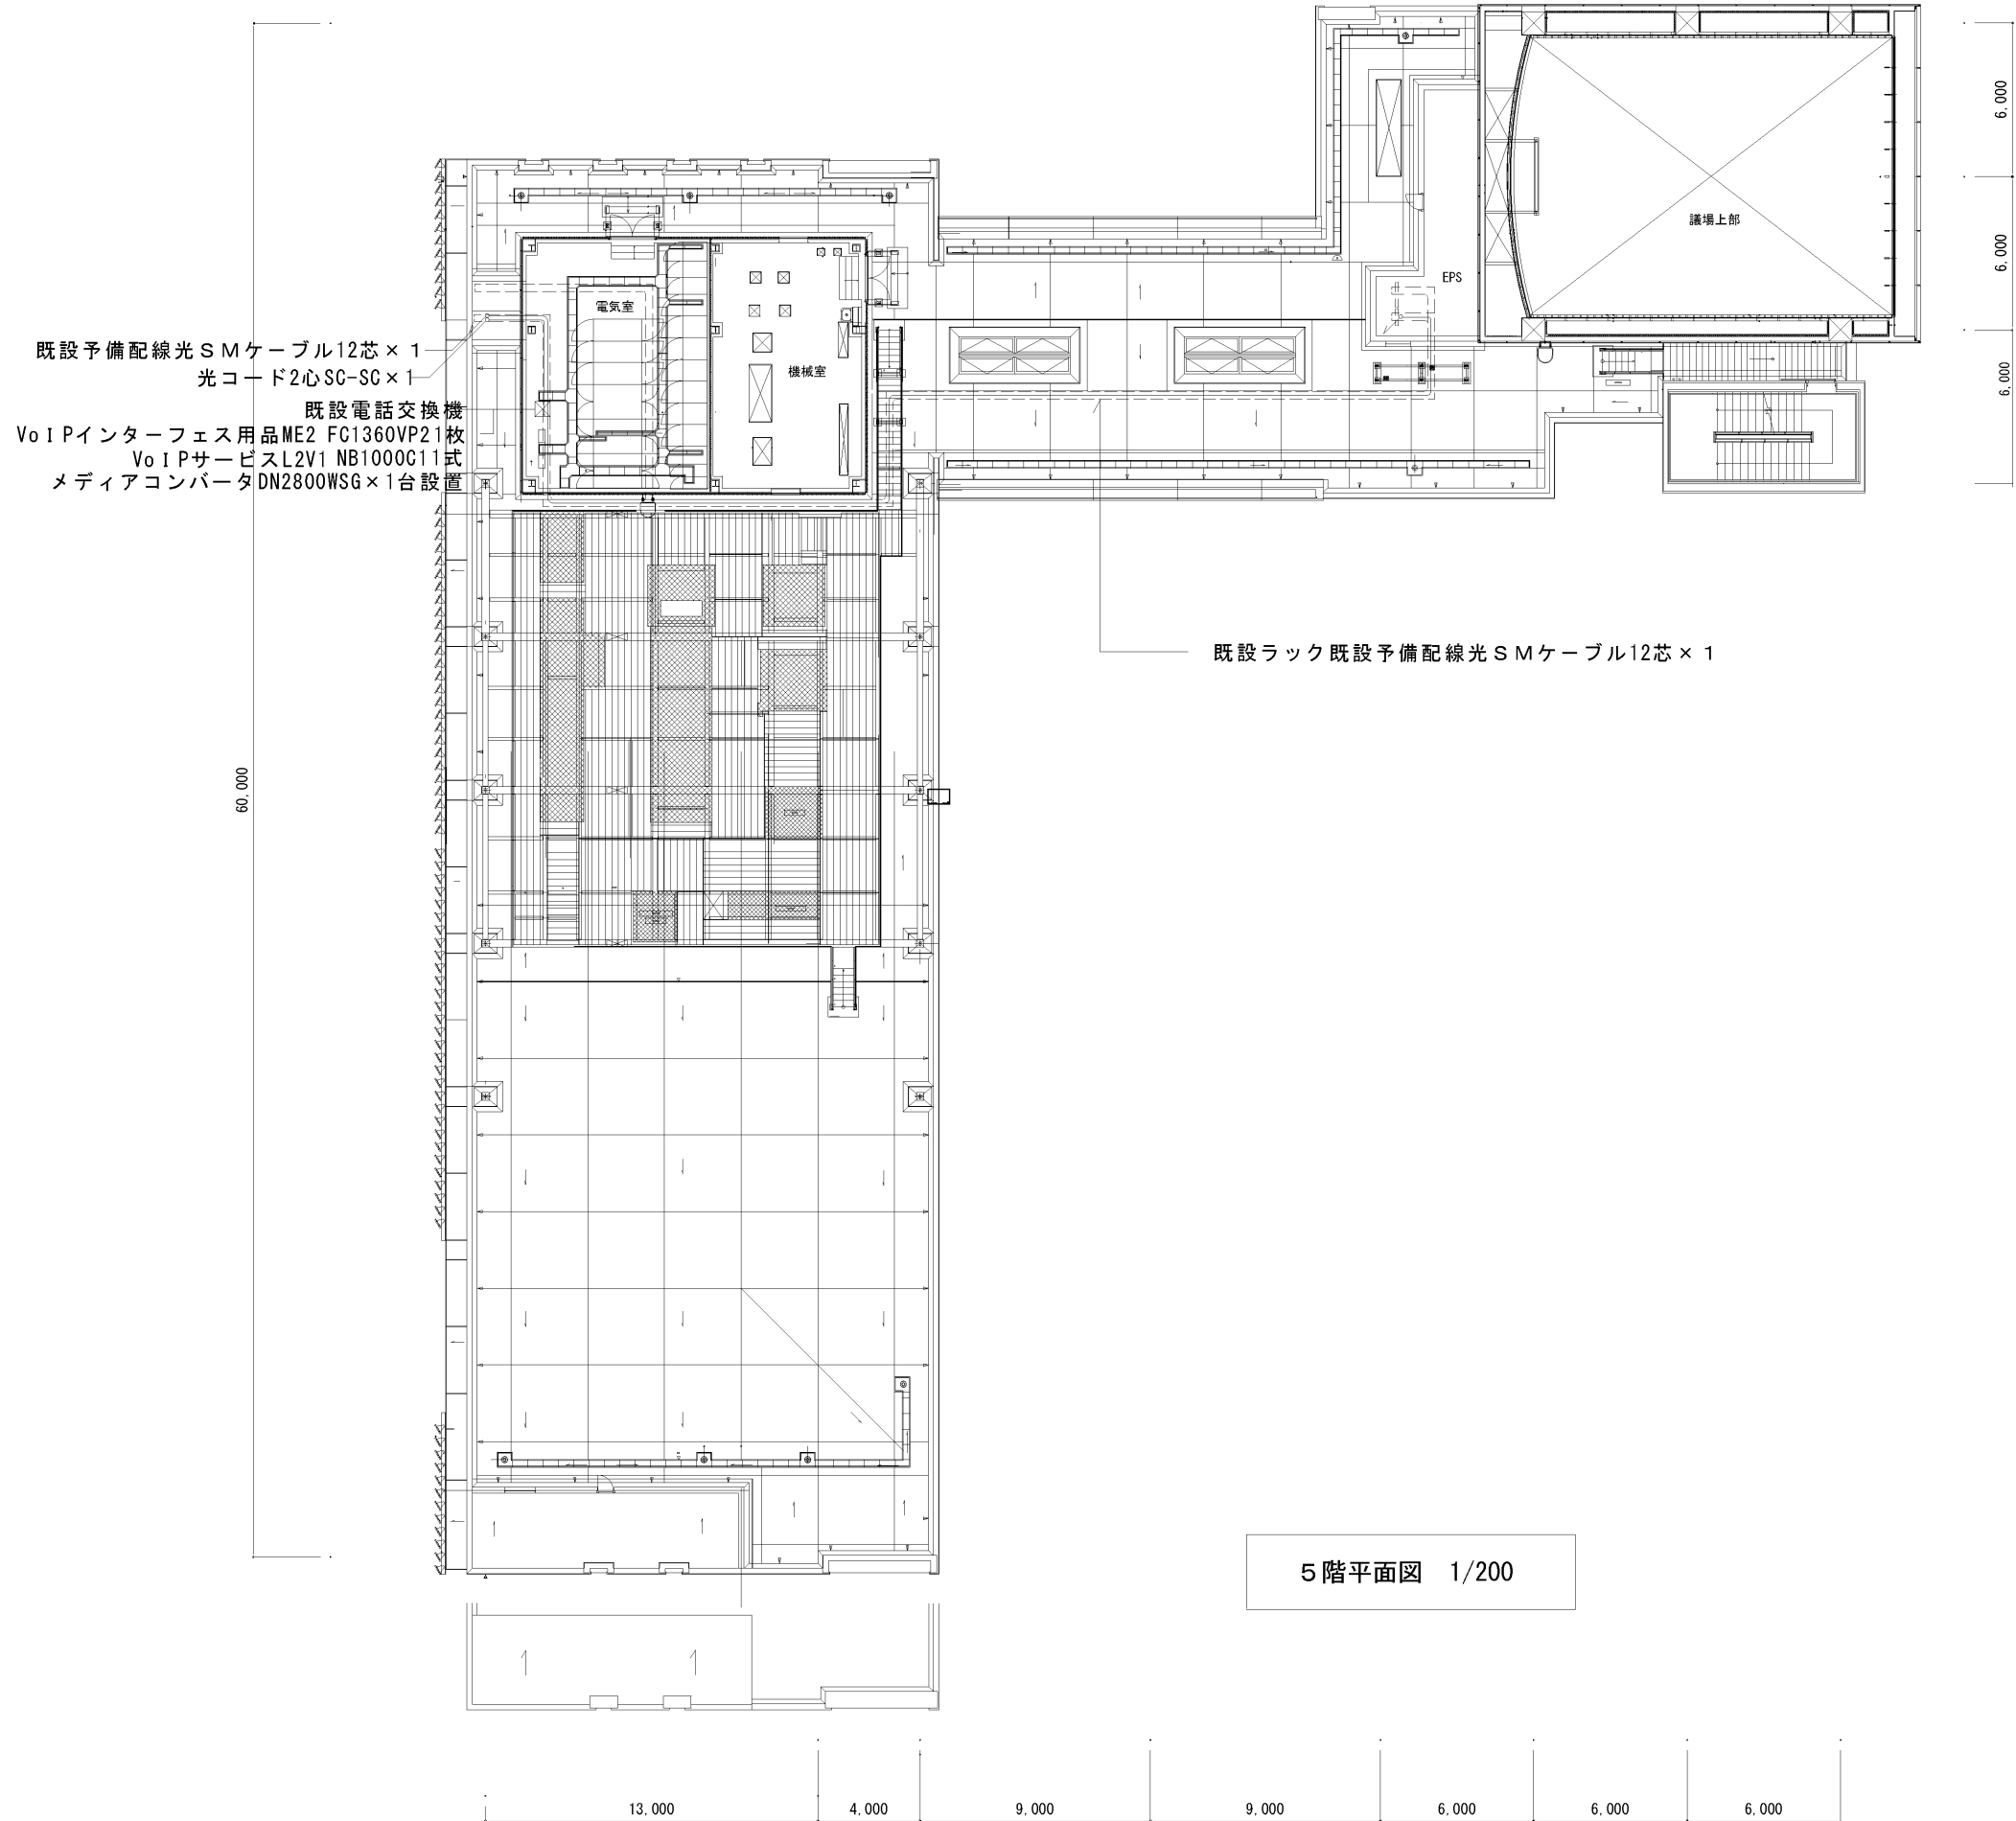 6,000
6,000
6,000
議場上部
EPS
電気室
機械室
既設予備配線光SMケーブル12芯×1
光コード2心SC-SC×1
既設電話交換機
VoIPインターフェス用品ME2 FC1360VP21枚
VoIPサービスL2V1 NB1000C11式
メディアコンバータDN2800WSG×1台設置
既設ラック既設予備配線光SMケーブル12芯×1
60,000
5階平面図 1/200
13,000
4,000
9,000
9,000
6,000
6,000
6,000